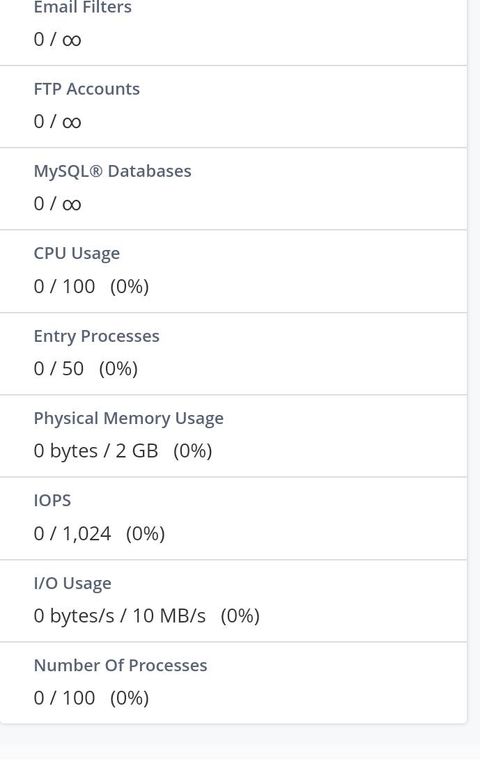 Email Filters
0 / ∞
FTP Accounts
0 / ∞
MySQL® Databases
0 / ∞
CPU Usage
0 / 100 (0%)
Entry Processes
0 / 50 (0%)
Physical Memory Usage
0 bytes / 2 GB (0%)
IOPS
0 / 1,024 (0%)
I/O Usage
0 bytes/s / 10 MB/s (0%)
Number Of Processes
0 / 100 (0%)